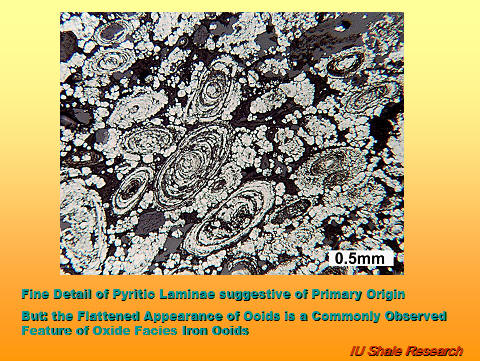 0.5mm
Fine Detail of Pyritic Laminae suggestive of Primary Origin
But: the Flattened Appearance of Ooids is a Commonly Observed
Feature of Oxide Facies Iron Ooids
IU Shale Research